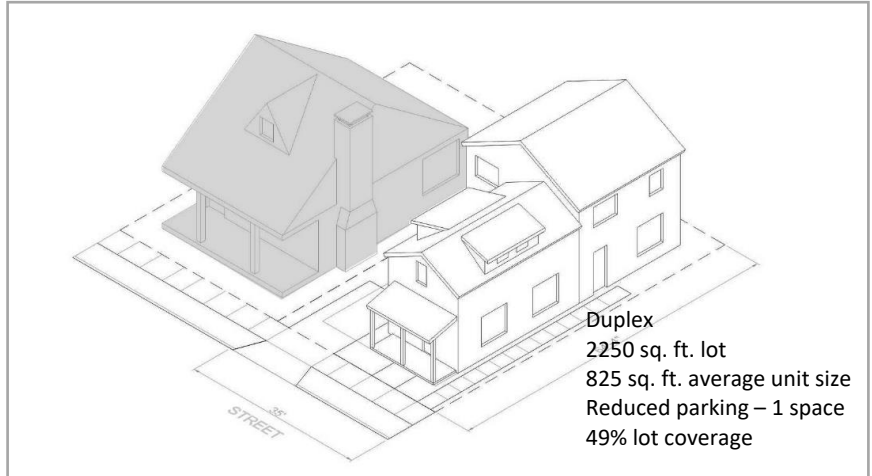 Duplex
2250 sq. ft. lot
825 sq. ft. average unit size
Reduced parking – 1 space
49% lot coverage
35'
STREET